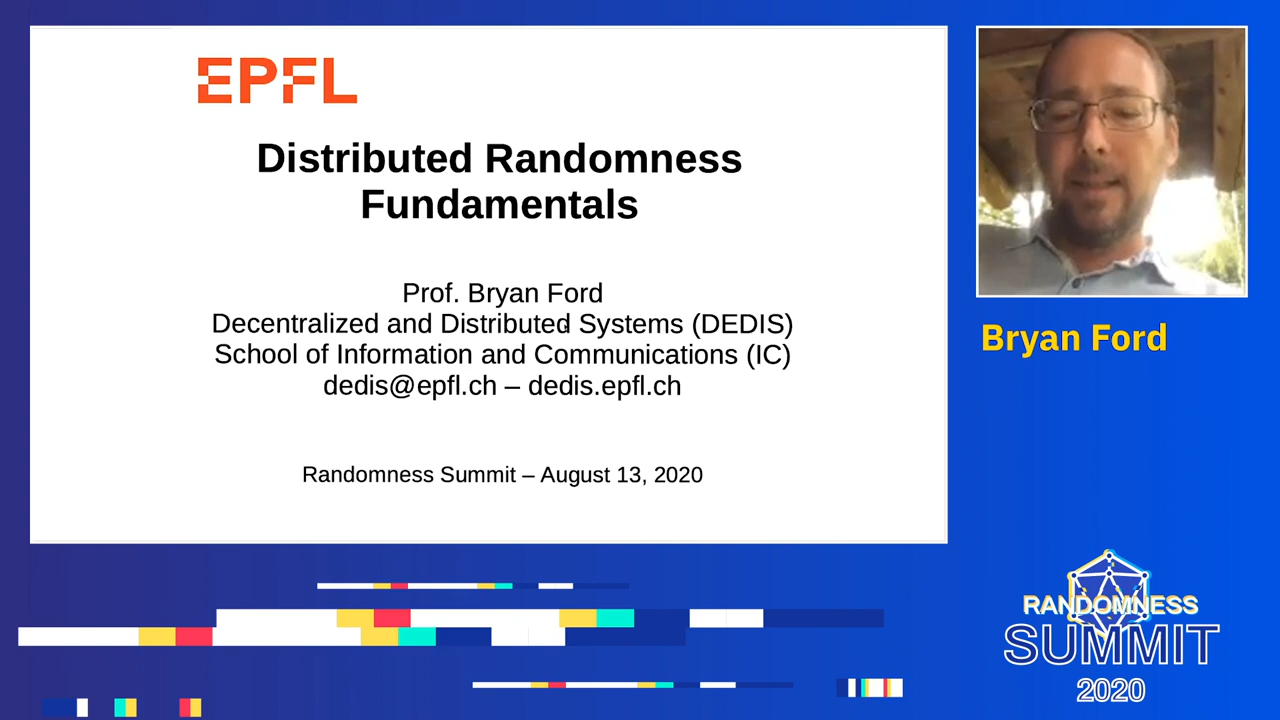 EPFL
Distributed Randomness
Fundamentals
Prof. Bryan Ford
Decentralized and Distributed Systems (DEDIS)
School of Information and Communications (IC)
dedis@epfl.ch – dedis.epfl.ch
Randomness Summit – August 13, 2020
Bryan Ford
RANDOMNESS
SUMMIT
2020